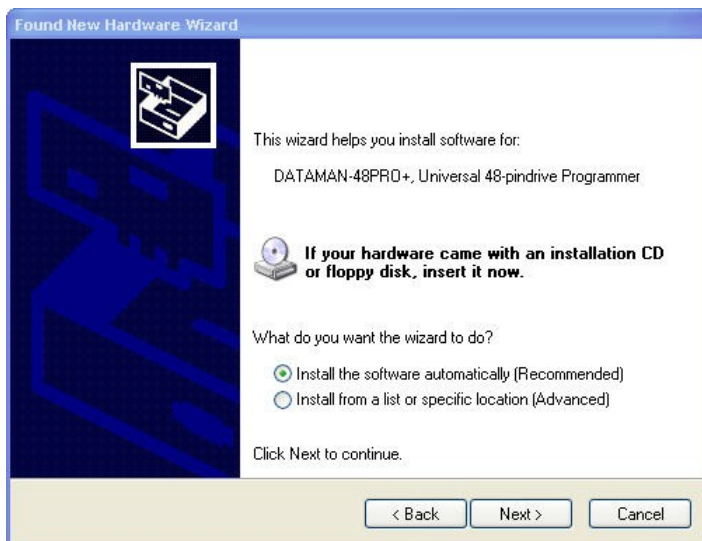 Found New Hardware Wizard
This wizard helps you install software for:
DATAMAN-48PRO+, Universal 48-pindrive Programmer
If your hardware came with an installation CD
or floppy disk, insert it now.
What do you want the wizard to do?
Install the software automatically (Recommended)
Install from a list or specific location (Advanced)
Click Next to continue.
< Back Next > Cancel